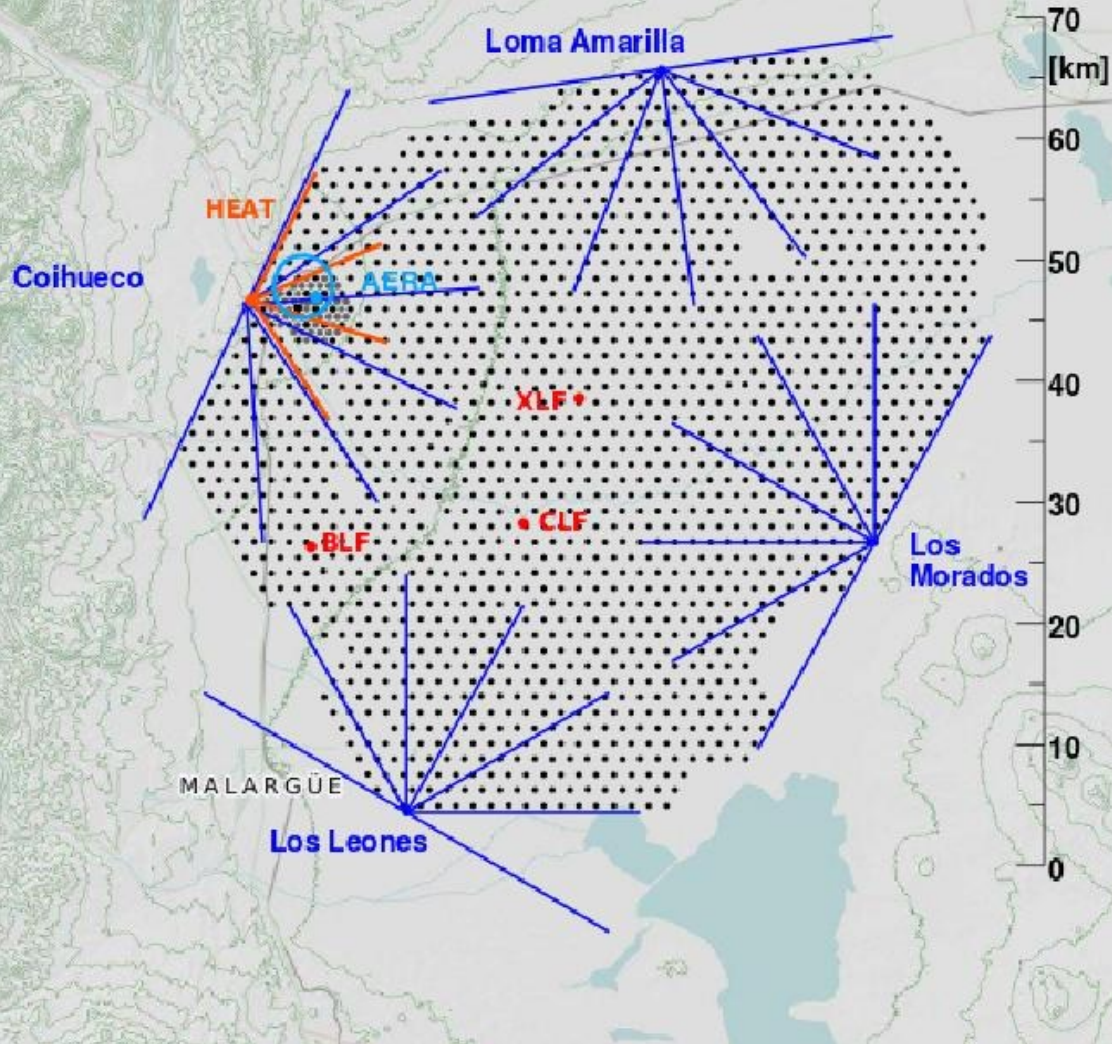 70
Loma Amarilla
[km]
60
HEAT
50
Coihueco
AERA
40
XLF
30
CLF
BLF
Los
Morados
20
10
MALARGÜE
Los Leones
0